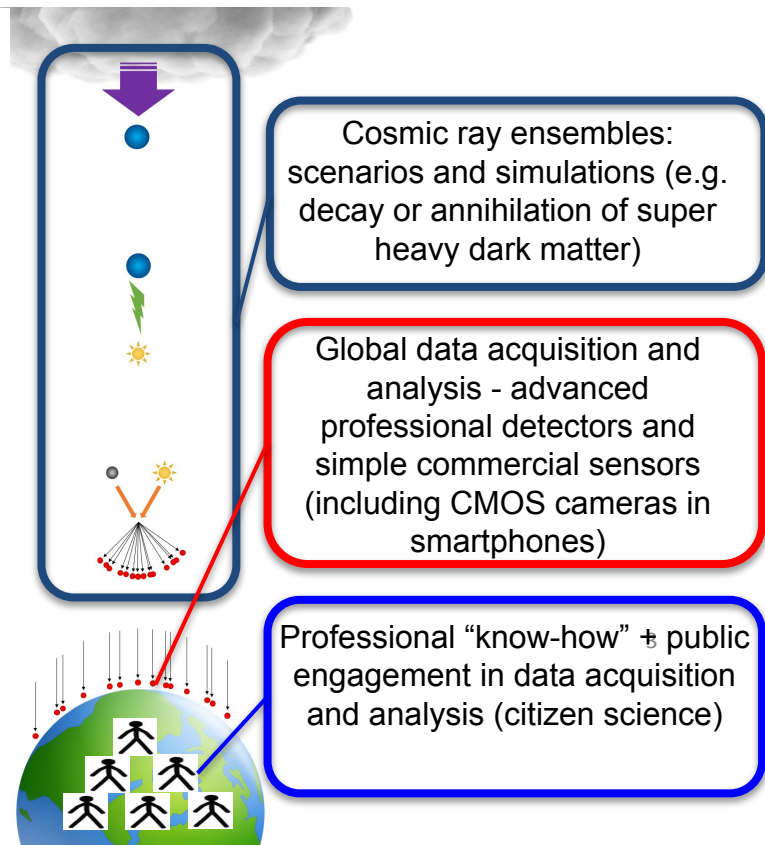 Cosmic ray ensembles:
scenarios and simulations (e.g.
decay or annihilation of super
heavy dark matter)
Global data acquisition and
analysis - advanced
professional detectors and
simple commercial sensors
(including CMOS cameras in
smartphones)
Professional “know-how” + public
engagement in data acquisition
and analysis (citizen science)